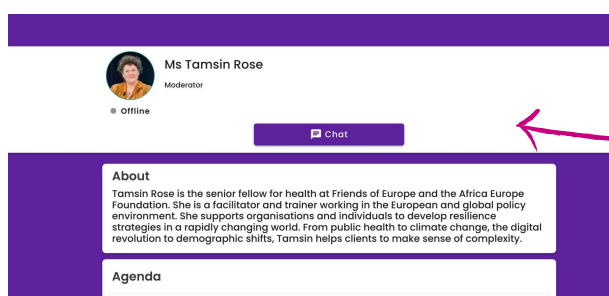 Ms Tamsin Rose
Moderator
Offline
Chat
About
Tamsin Rose is the senior fellow for health at Friends of Europe and the Africa Europe
Foundation. She is a facilitator and trainer working in the European and global policy
environment. She supports organisations and individuals to develop resilience
strategies in a rapidly changing world. From public health to climate change, the digital
revolution to demographic shifts, Tamsin helps clients to make sense of complexity.
Agenda